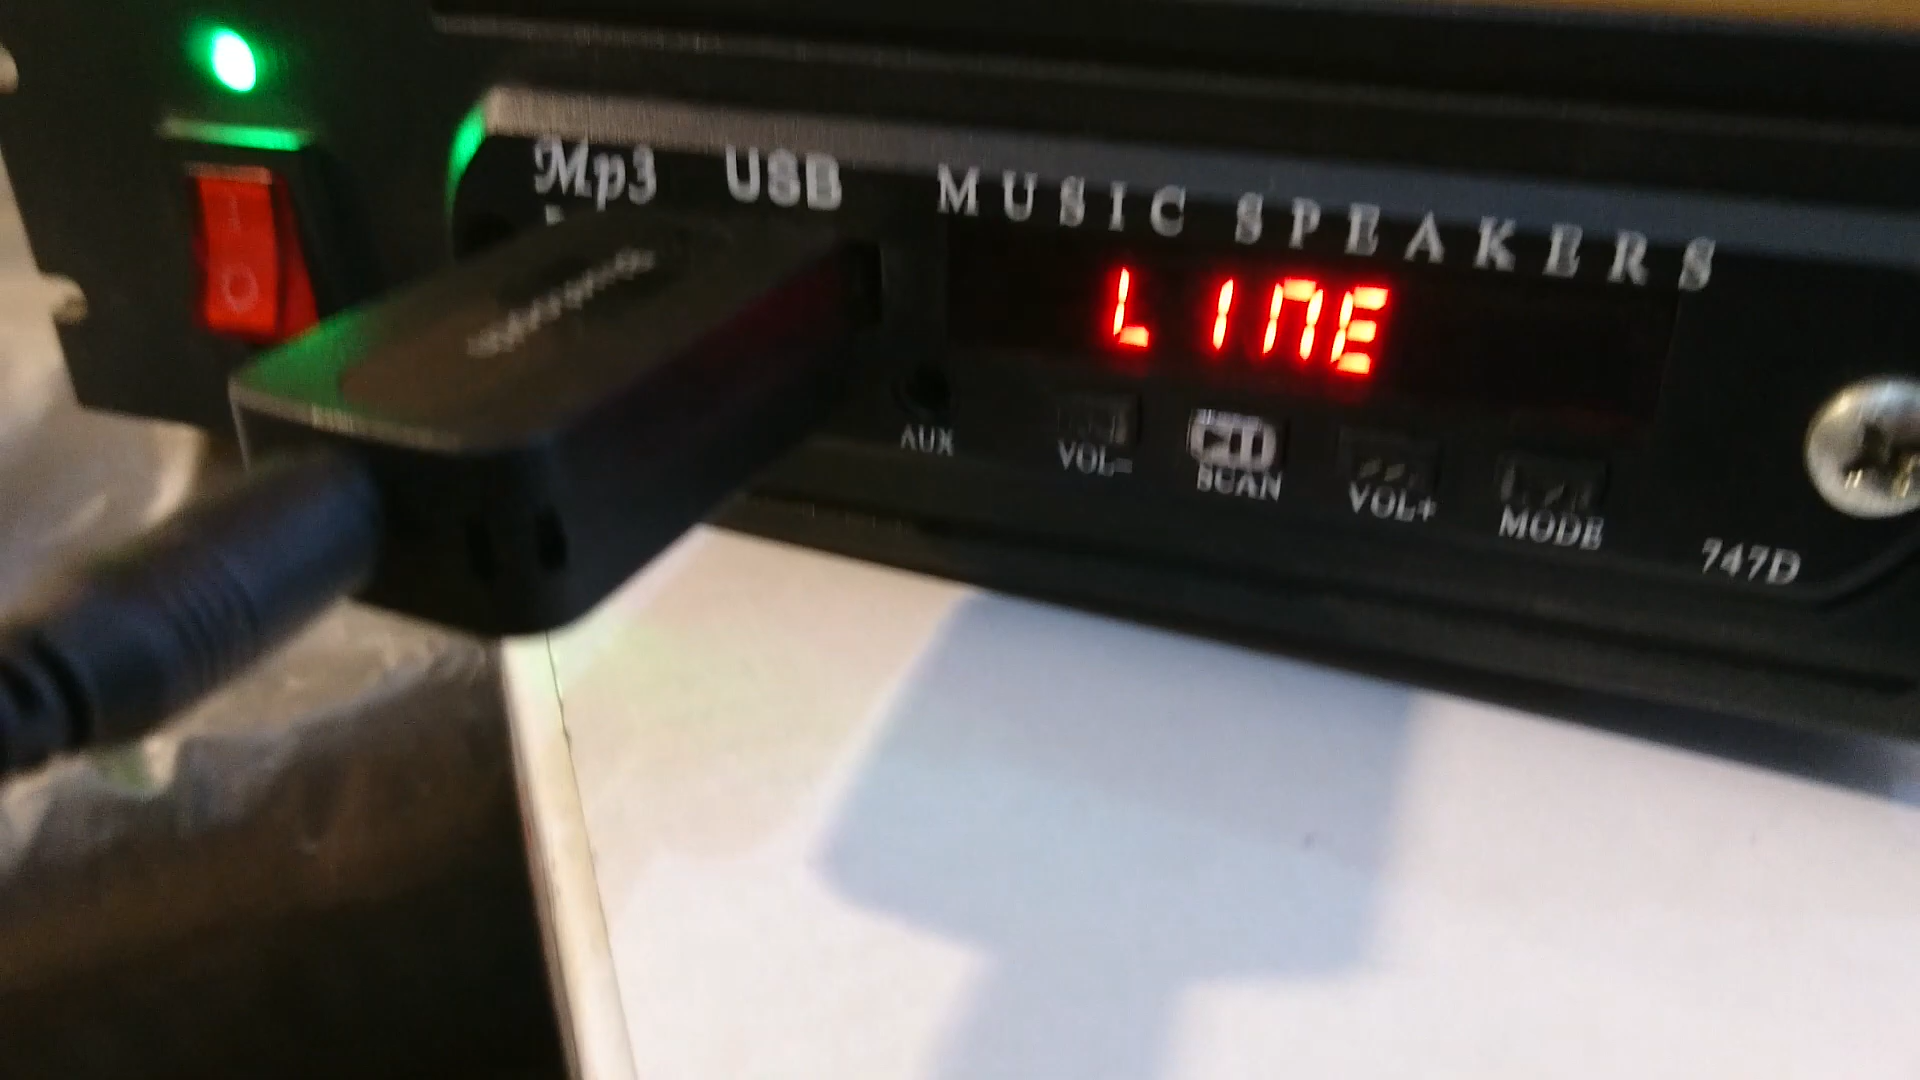 Mp3 USB MUSIC SPEAKERS
LINE
AUX VOL- SCAN VOL+ MODE
747D
I
O